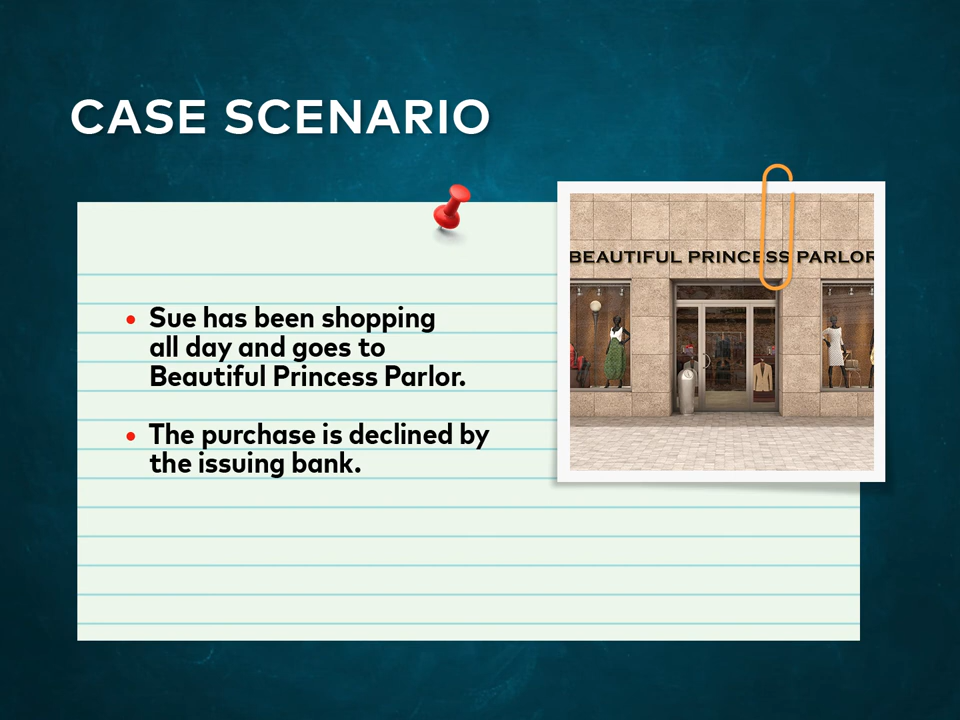 CASE SCENARIO
BEAUTIFUL PRINCESS PARLOR
• Sue has been shopping
all day and goes to
Beautiful Princess Parlor.
• The purchase is declined by
the issuing bank.